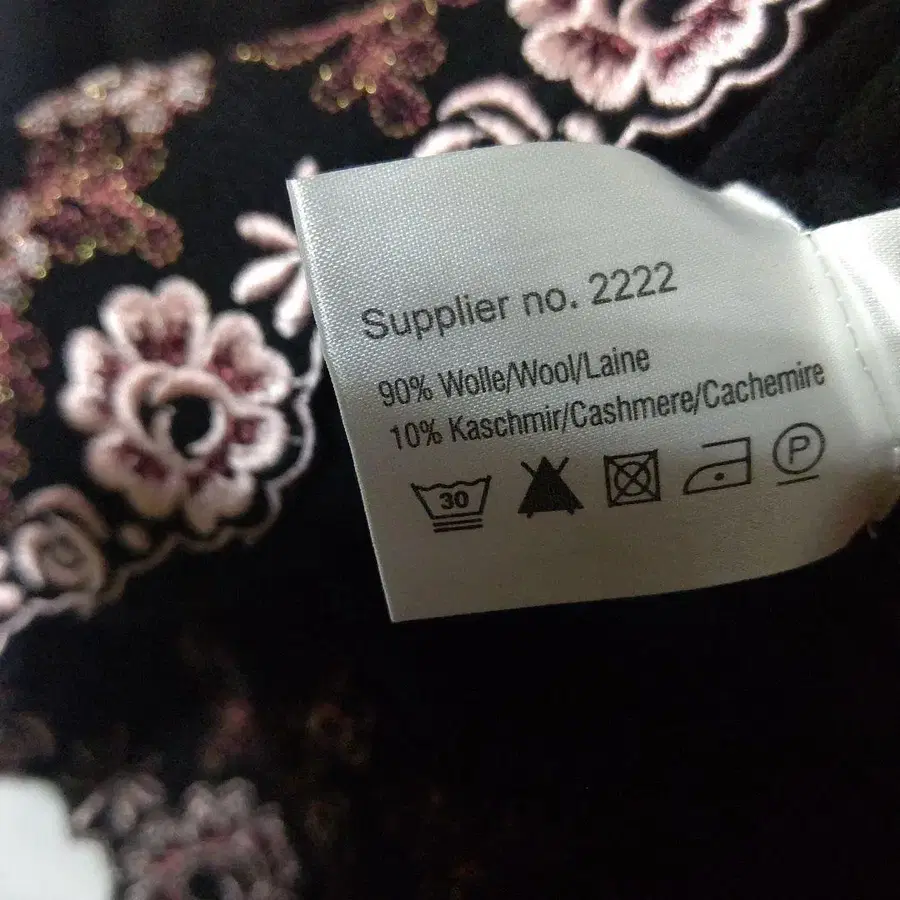 Supplier no. 2222
90% Wolle/Wool/Laine
10% Kaschmir/Cashmere/Cachemire
30 P